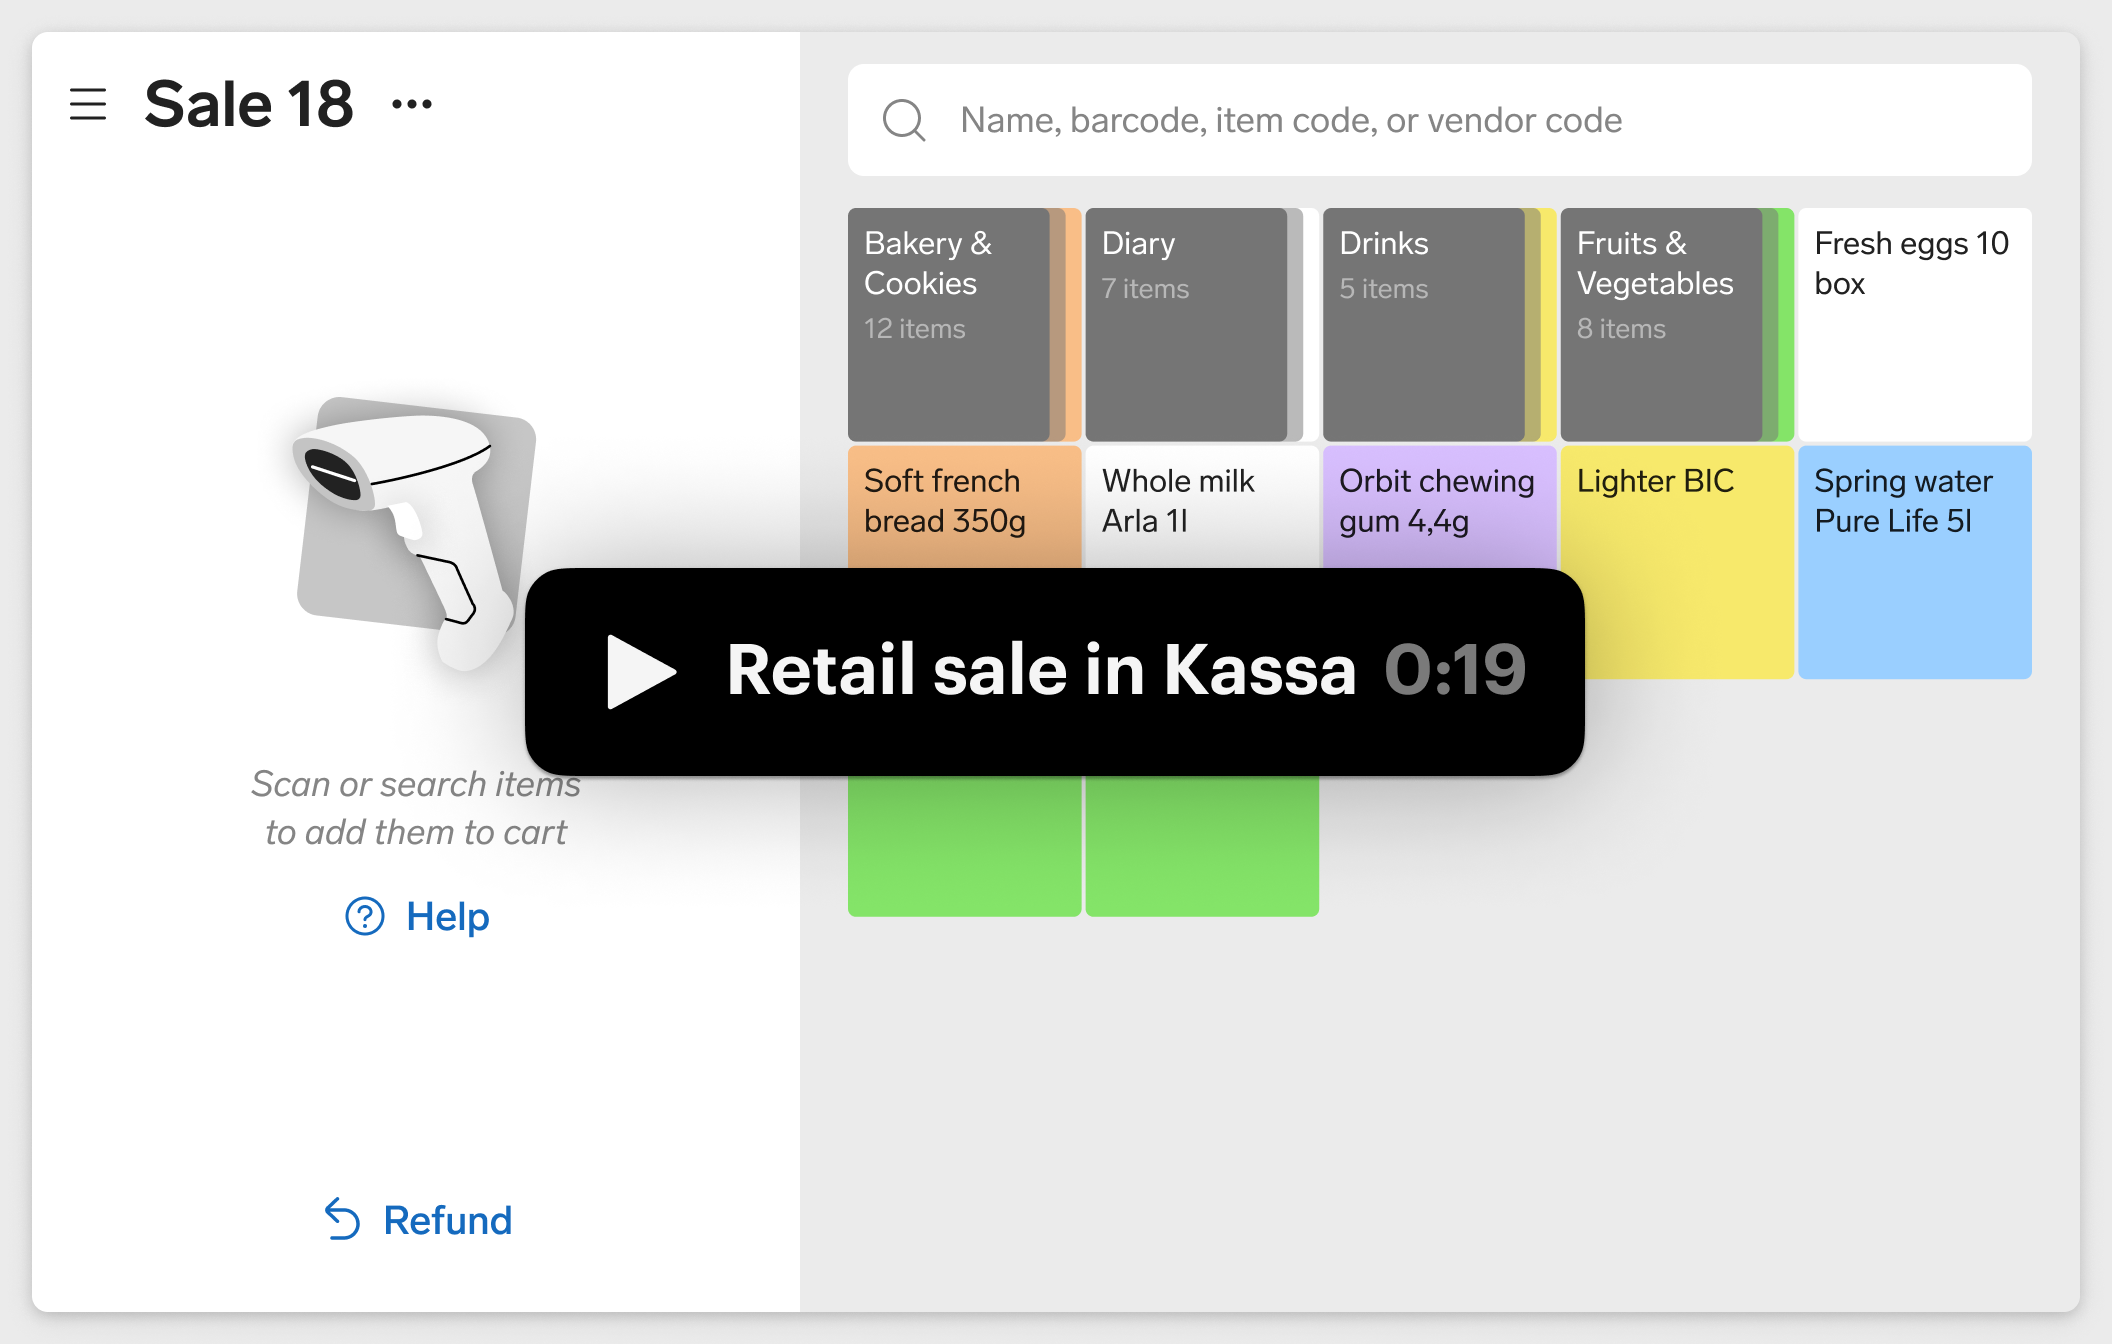 Sale 18
Name, barcode, item code, or vendor code
Bakery &
Cookies
12 items
Diary
7 items
Drinks
5 items
Fruits &
Vegetables
8 items
Fresh eggs 10
box
Soft french
bread 350g
Whole milk
Arla 1l
Orbit chewing
gum 4,4g
Lighter BIC
Spring water
Pure Life 5l
Retail sale in Kassa 0:19
Scan or search items
to add them to cart
Help
Refund